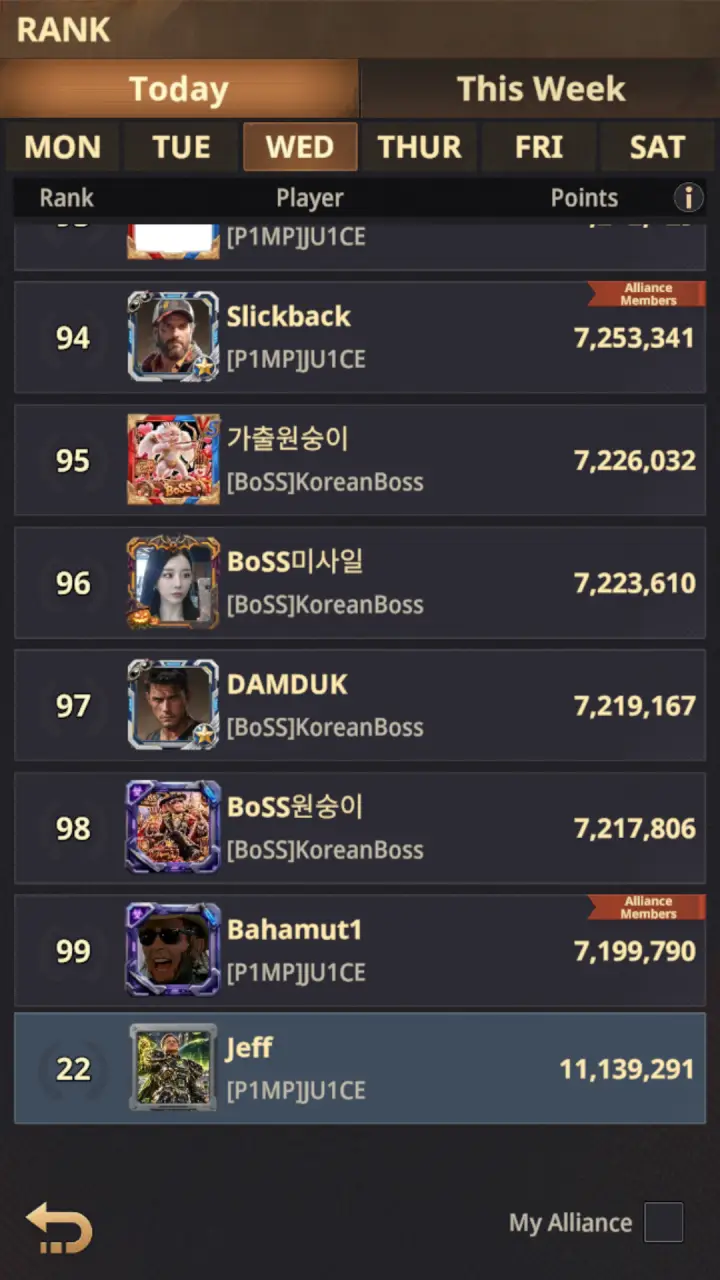 RANK
Today
This Week
MON
TUE
WED
THUR
FRI
SAT
Rank
Player
Points
[P1MP]JU1CE
Alliance
Members
94
Slickback
[P1MP]JU1CE
7,253,341
95
가출원숭이
[BoSS]KoreanBoss
7,226,032
96
BoSS미사일
[BoSS]KoreanBoss
7,223,610
97
DAMDUK
[BoSS]KoreanBoss
7,219,167
98
BoSS원숭이
[BoSS]KoreanBoss
7,217,806
Alliance
Members
99
Bahamut1
[P1MP]JU1CE
7,199,790
22
Jeff
[P1MP]JU1CE
11,139,291
My Alliance